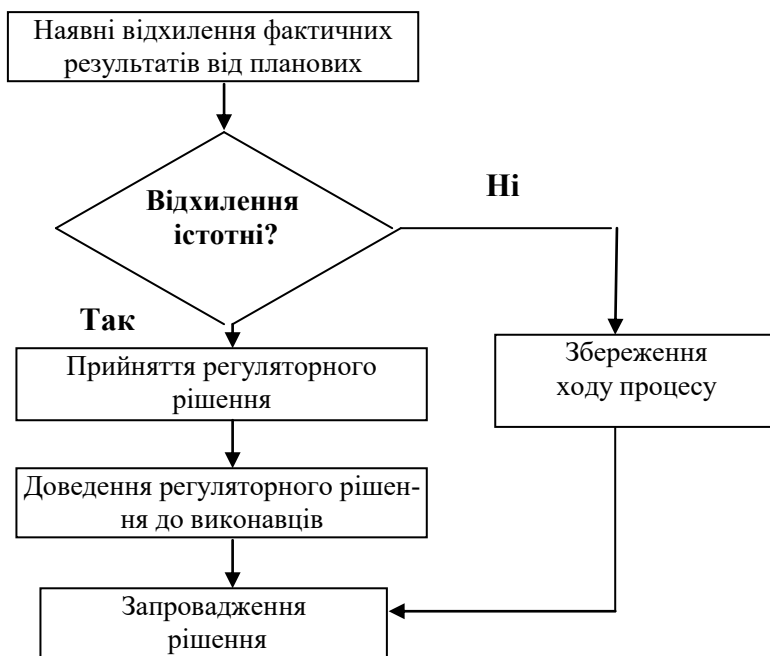 Наявні відхилення фактичних
результатів від планових
Відхилення
істотні?
Ні
Так
Прийняття регуляторного
рішення
Збереження
ходу процесу
Доведення регуляторного рішен-
ня до виконавців
Запровадження
рішення